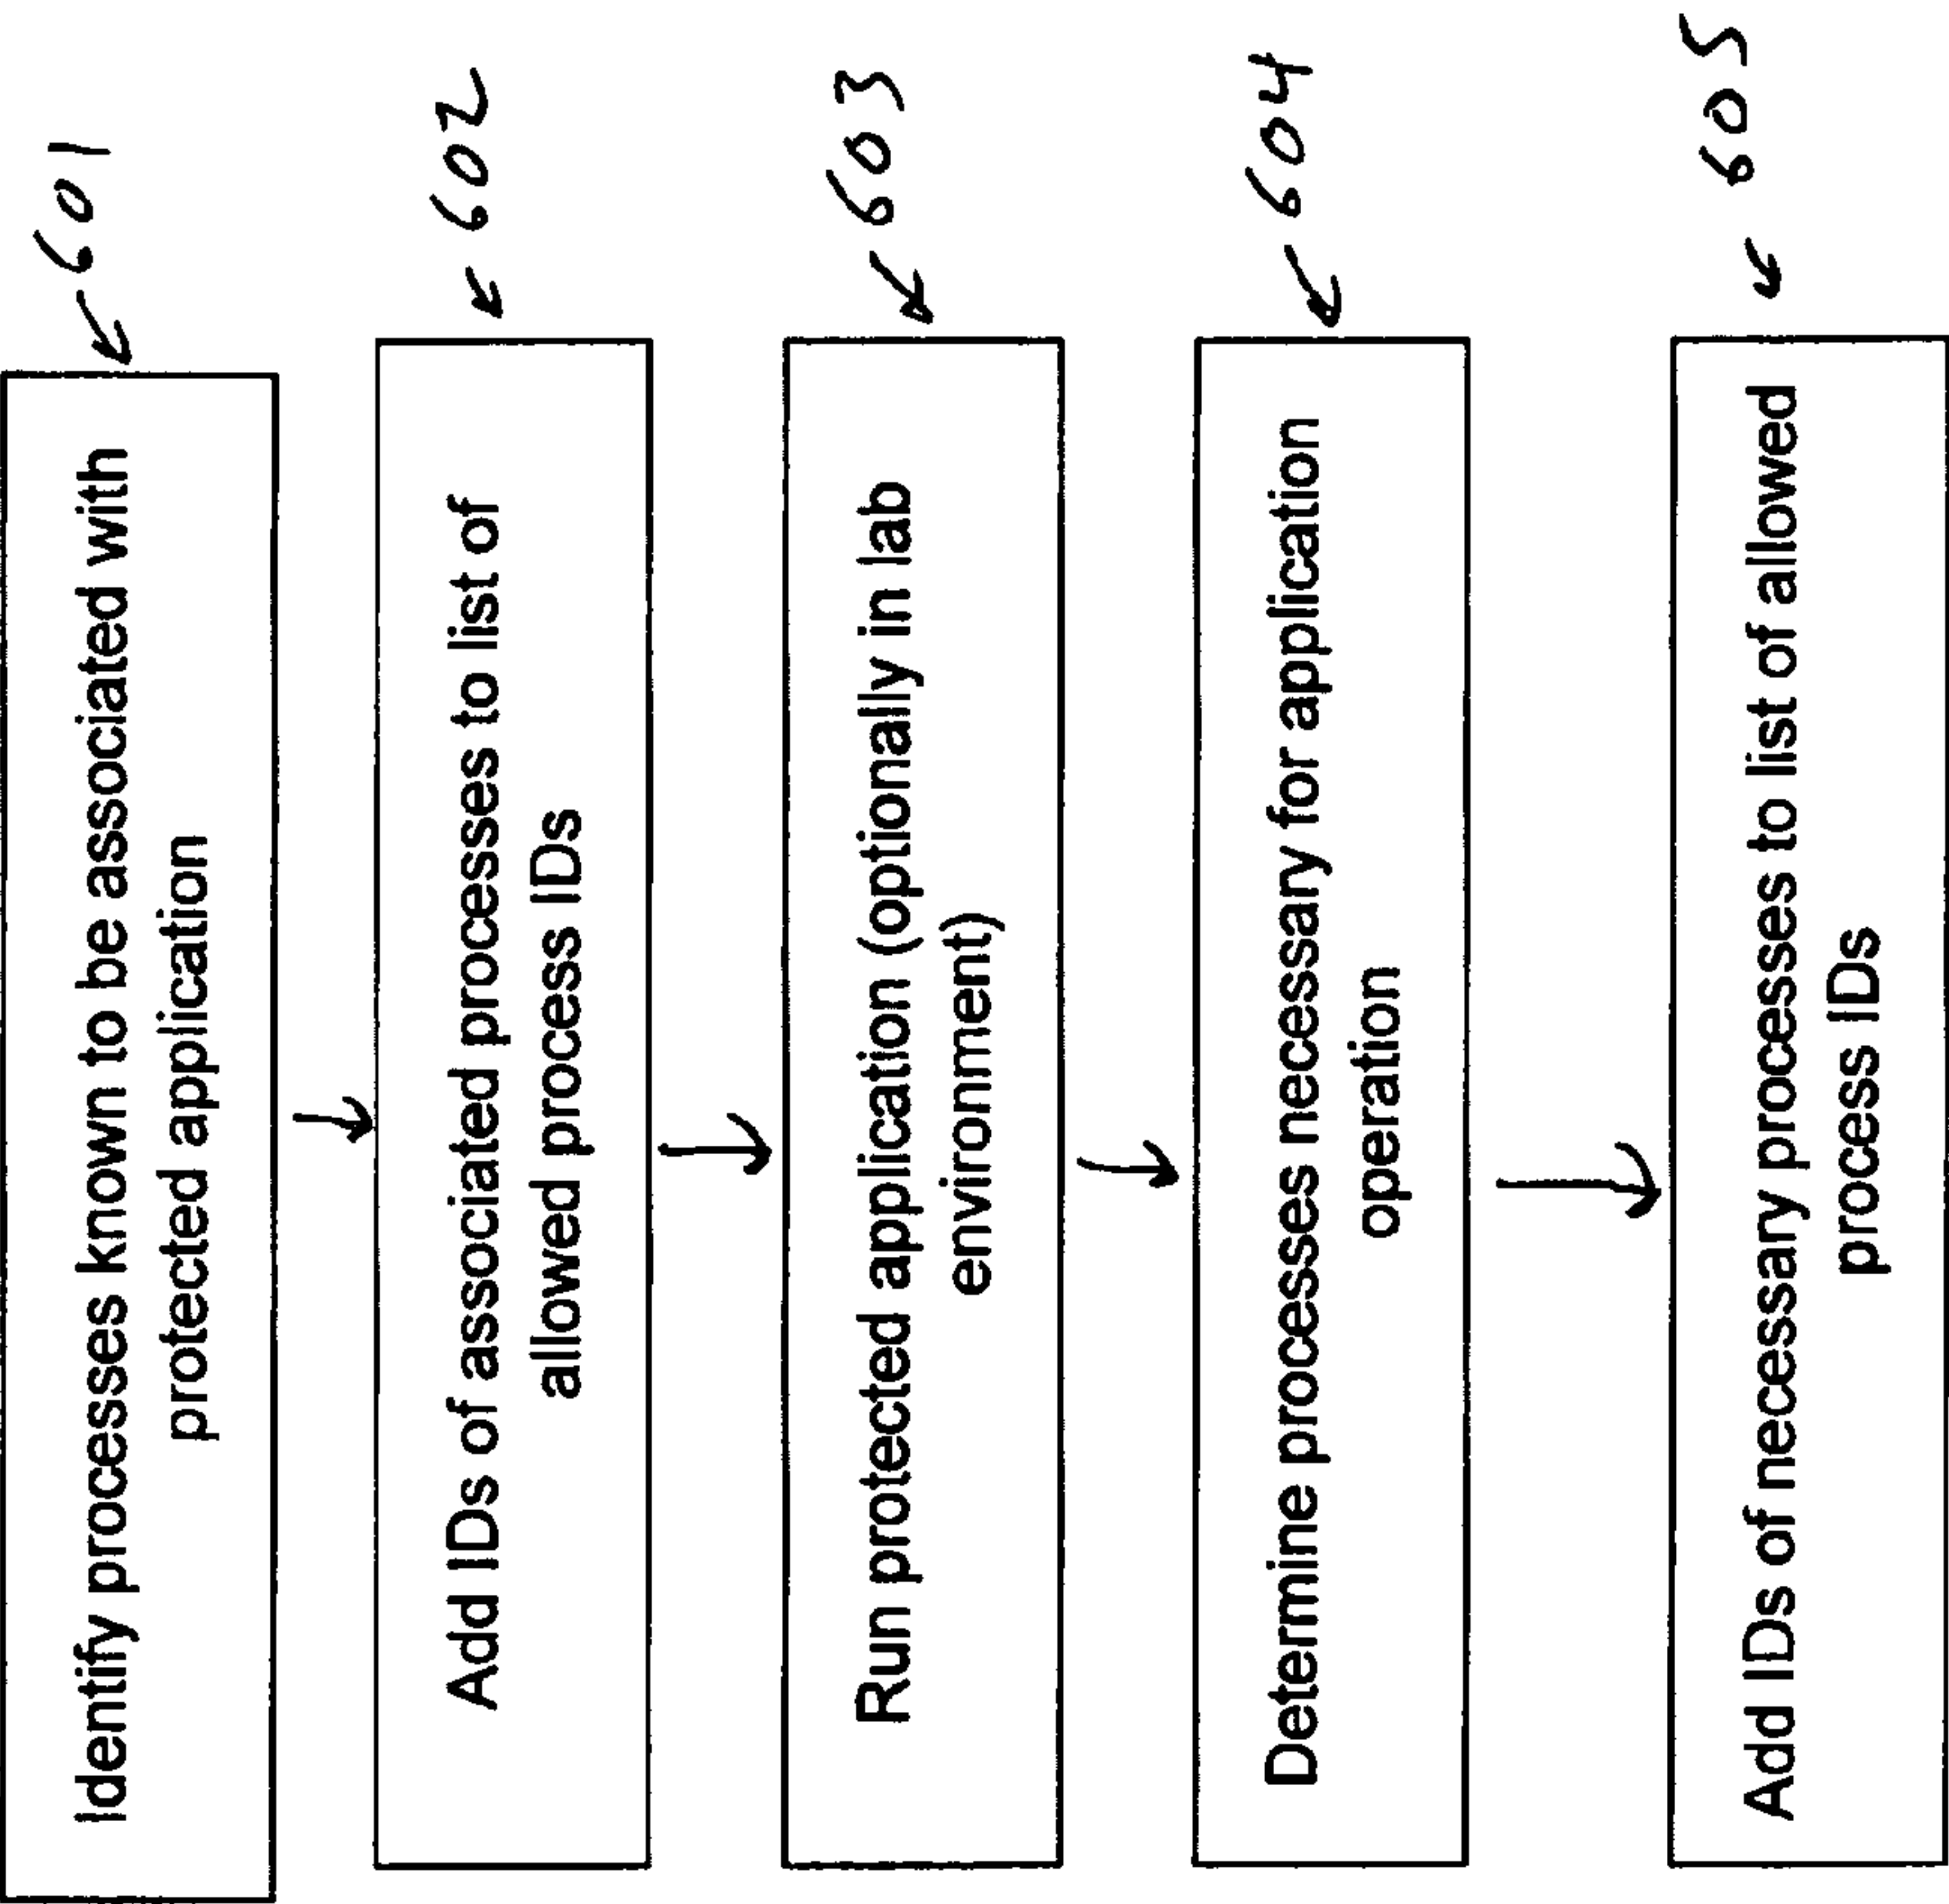 601
Identify processes known to be associated with
protected application
602
Add IDs of associated processes to list of
allowed process IDs
603
Run protected application (optionally in lab
environment)
604
Determine processes necessary for application
operation
605
Add IDs of necessary processes to list of allowed
process IDs